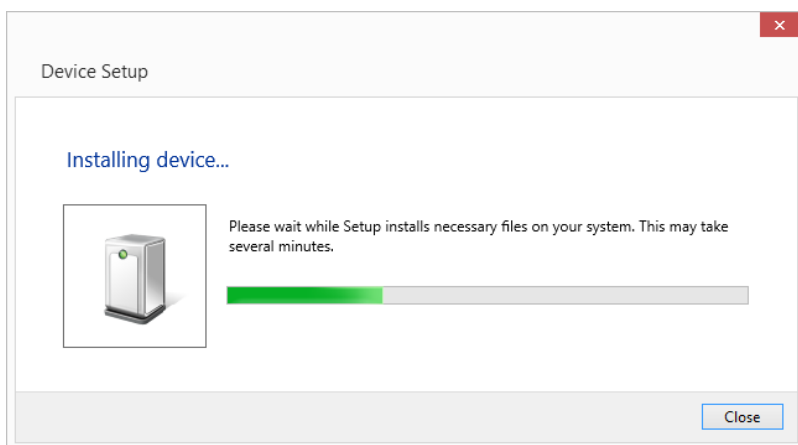 Device Setup
Installing device...
Please wait while Setup installs necessary files on your system. This may take
several minutes.
Close